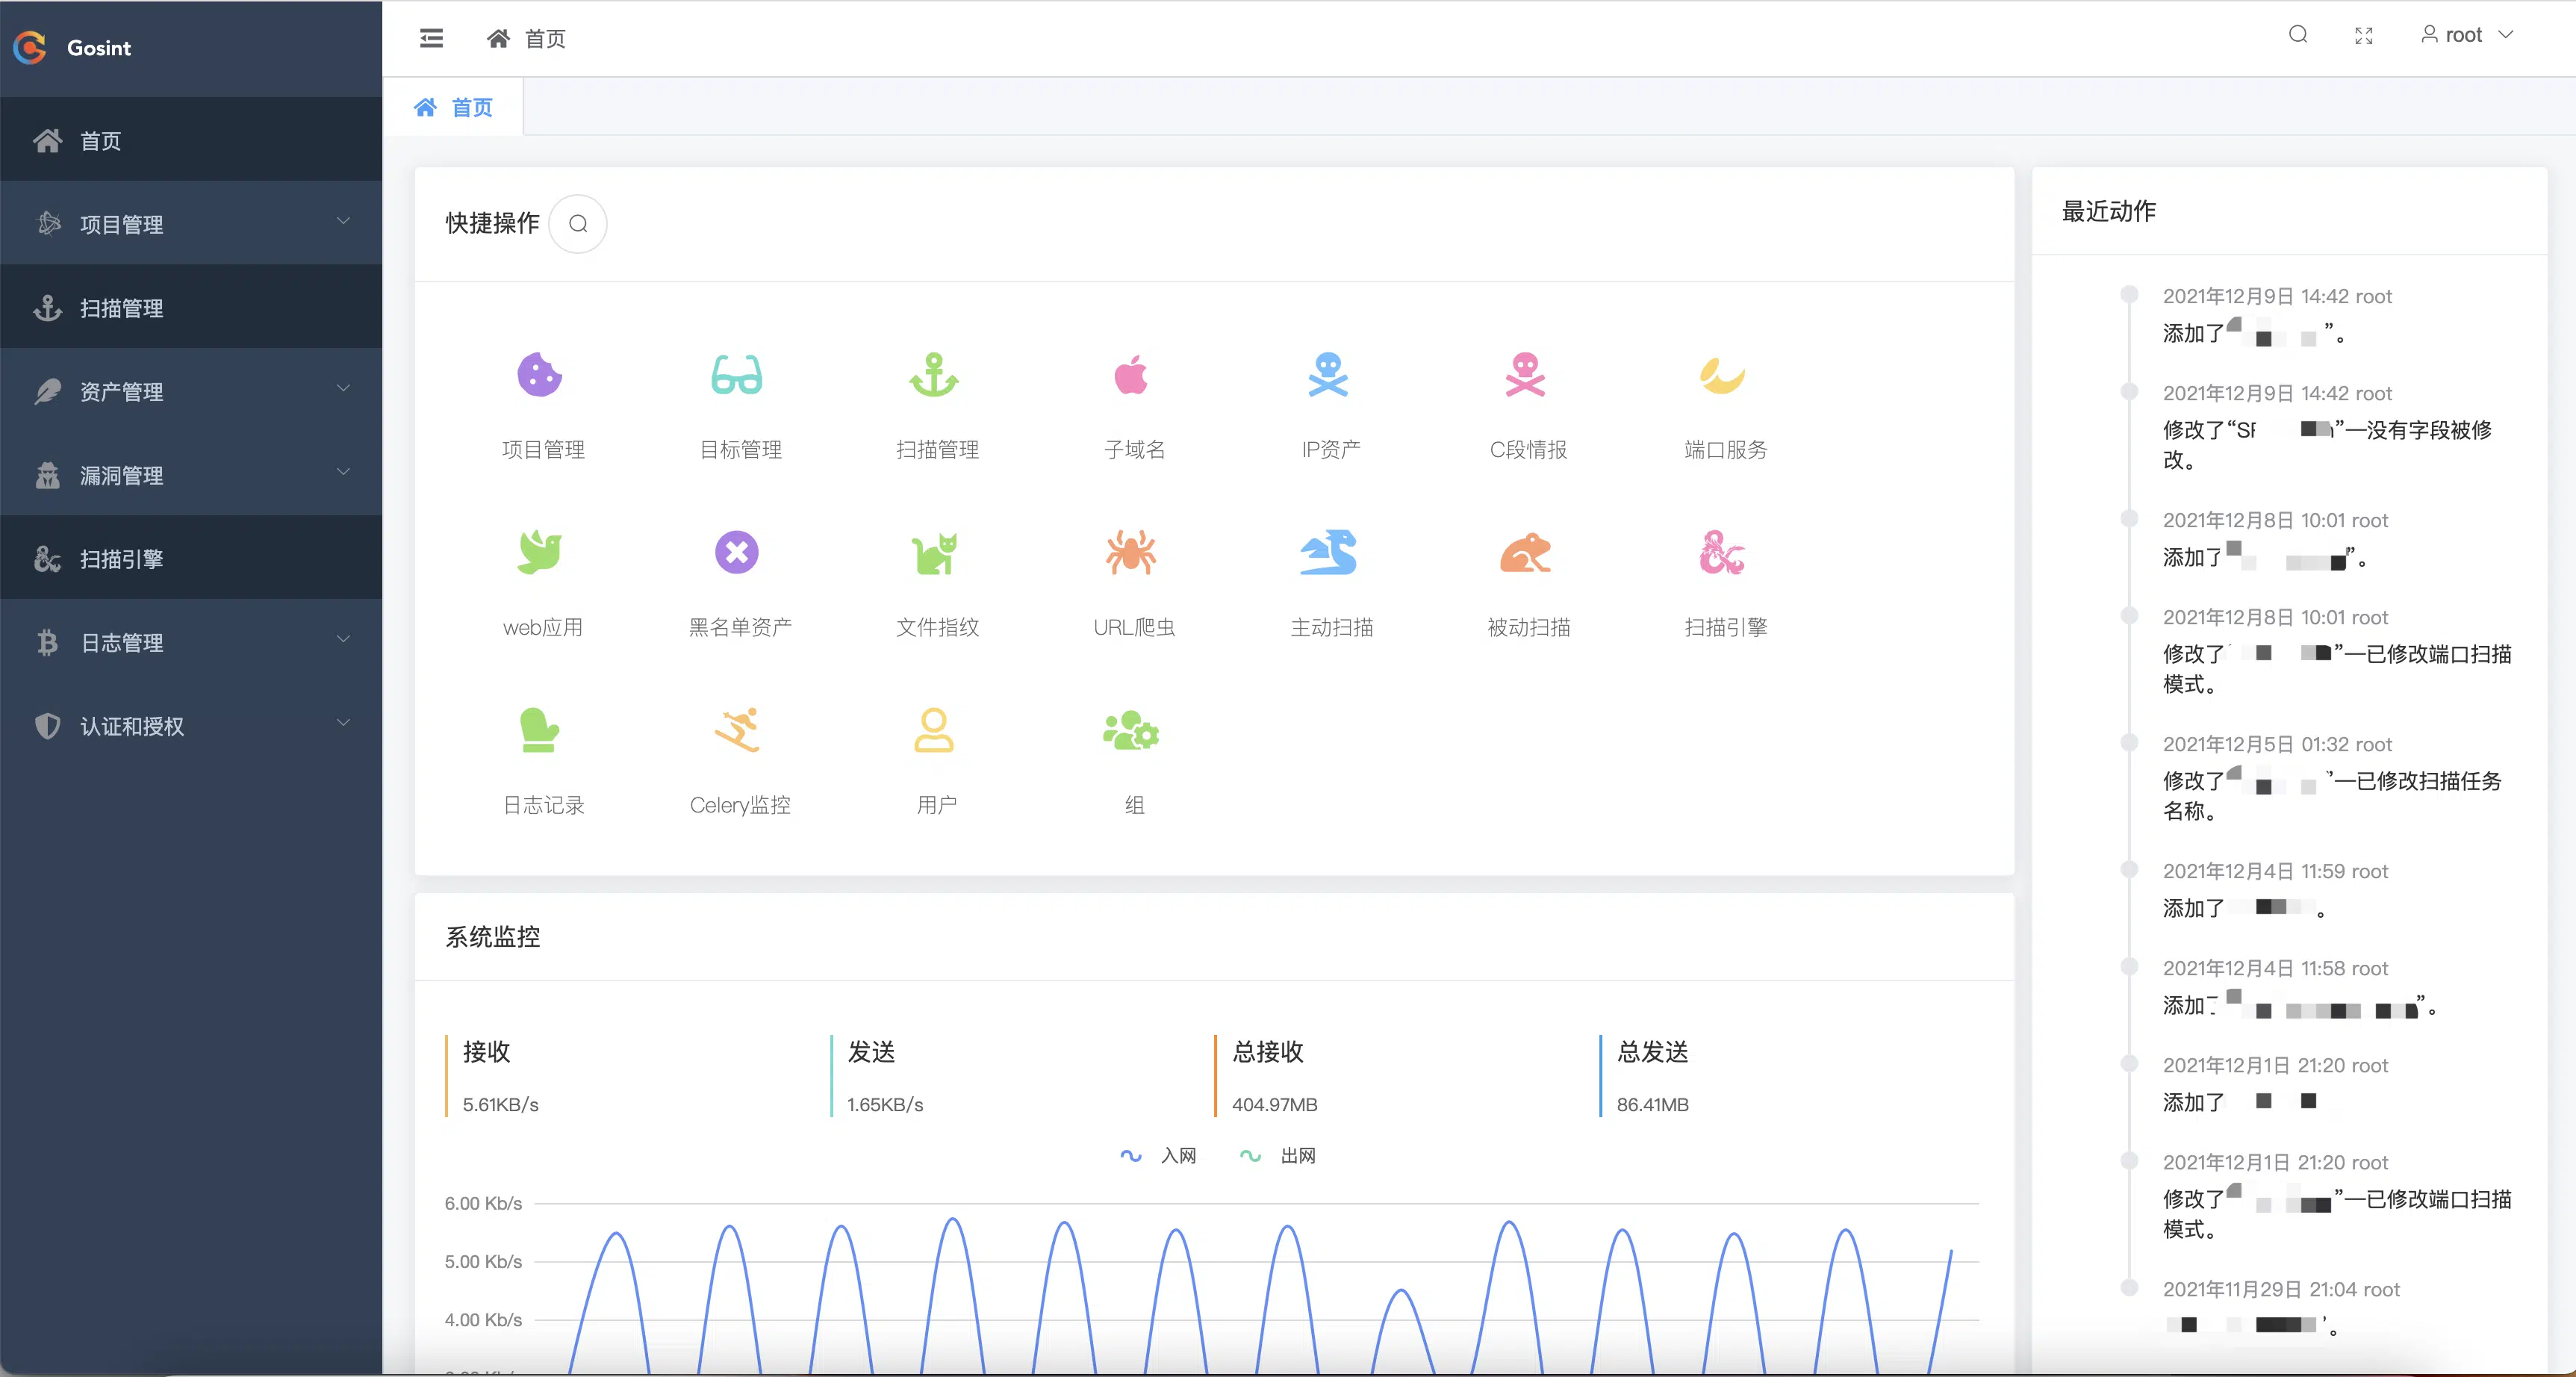 Gosint
首页
项目管理
扫描管理
资产管理
漏洞管理
扫描引擎
日志管理
认证和授权
首页
root
首页
快捷操作
项目管理
目标管理
扫描管理
子域名
IP资产
C段情报
端口服务
web应用
黑名单资产
文件指纹
URL爬虫
主动扫描
被动扫描
扫描引擎
日志记录
Celery监控
用户
组
系统监控
接收
5.61KB/s
发送
1.65KB/s
总接收
404.97MB
总发送
86.41MB
入网
出网
6.00 Kb/s
5.00 Kb/s
4.00 Kb/s
最近动作
2021年12月9日 14:42 root
添加了“ ”。
2021年12月9日 14:42 root
修改了“ ”—没有字段被修
改。
2021年12月8日 10:01 root
添加了 ”。
2021年12月8日 10:01 root
修改了 ”—已修改端口扫描
模式。
2021年12月5日 01:32 root
修改了 ”—已修改扫描任务
名称。
2021年12月4日 11:59 root
添加了 。
2021年12月4日 11:58 root
添加了 ”。
2021年12月1日 21:20 root
添加了
2021年12月1日 21:20 root
修改了 ”—已修改端口扫描
模式。
2021年11月29日 21:04 root